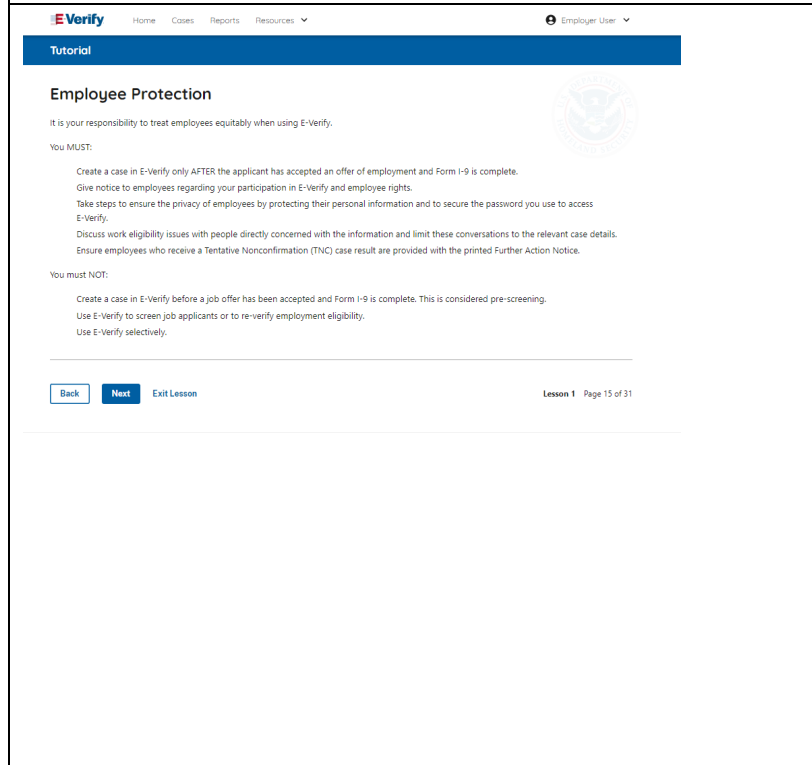 E-Verify Home Cases Reports Resources Employer User
Tutorial
Employee Protection
It is your responsibility to treat employees equitably when using E-Verify.
You MUST:
Create a case in E-Verify only AFTER the applicant has accepted an offer of employment and Form I-9 is complete.
Give notice to employees regarding your participation in E-Verify and employee rights.
Take steps to ensure the privacy of employees by protecting their personal information and to secure the password you use to access
E-Verify.
Discuss work eligibility issues with people directly concerned with the information and limit these conversations to the relevant case details.
Ensure employees who receive a Tentative Nonconfirmation (TNC) case result are provided with the printed Further Action Notice.
You must NOT:
Create a case in E-Verify before a job offer has been accepted and Form I-9 is complete. This is considered pre-screening.
Use E-Verify to screen job applicants or to re-verify employment eligibility.
Use E-Verify selectively.
Back Next Exit Lesson Lesson 1 Page 15 of 31